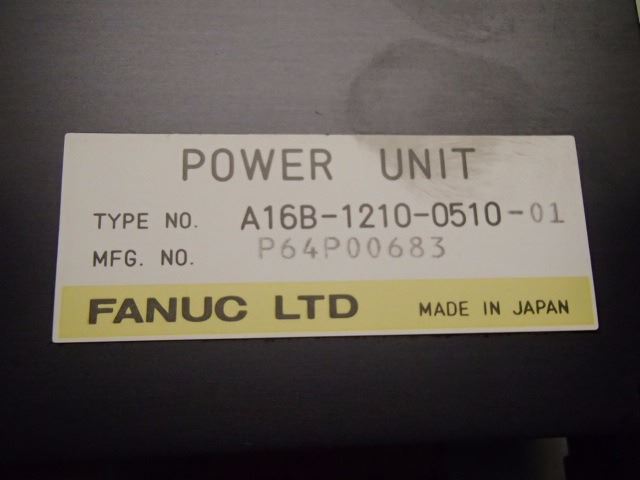 POWER UNIT
TYPE NO. A16B-1210-0510-01
MFG. NO. P64P00683
FANUC LTD MADE IN JAPAN